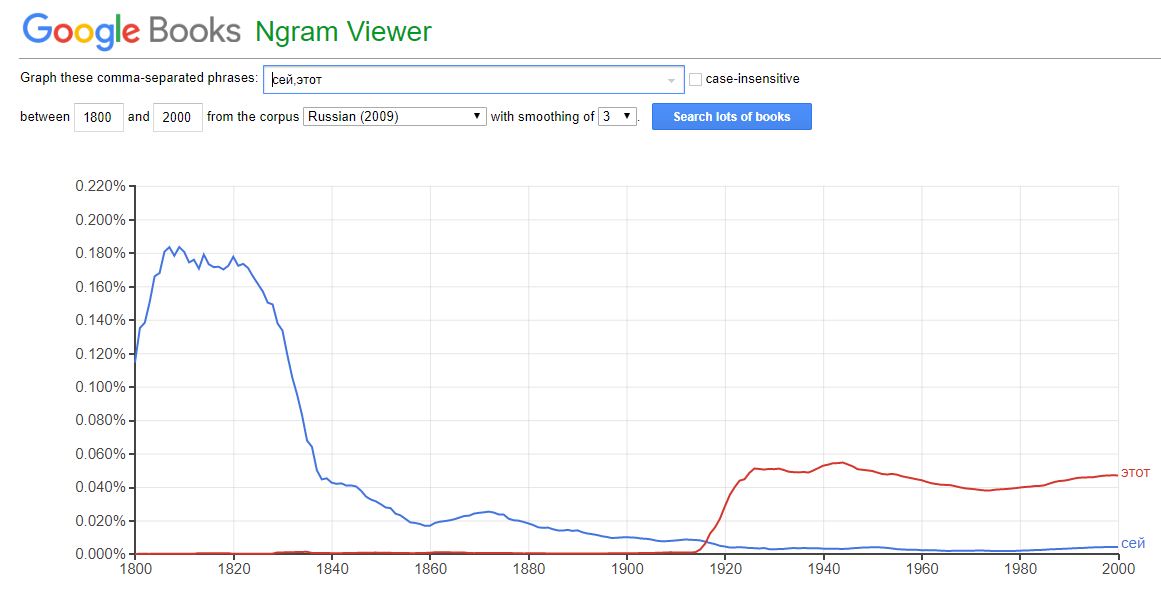 Google Books Ngram Viewer
Graph these comma-separated phrases: сей,этот case-insensitive
between 1800 and 2000 from the corpus Russian (2009) with smoothing of 3 . Search lots of books
0.220%
0.200%
0.180%
0.160%
0.140%
0.120%
0.100%
0.080%
0.060%
этот
0.040%
0.020%
сей
0.000%
1800 1820 1840 1860 1880 1900 1920 1940 1960 1980 2000